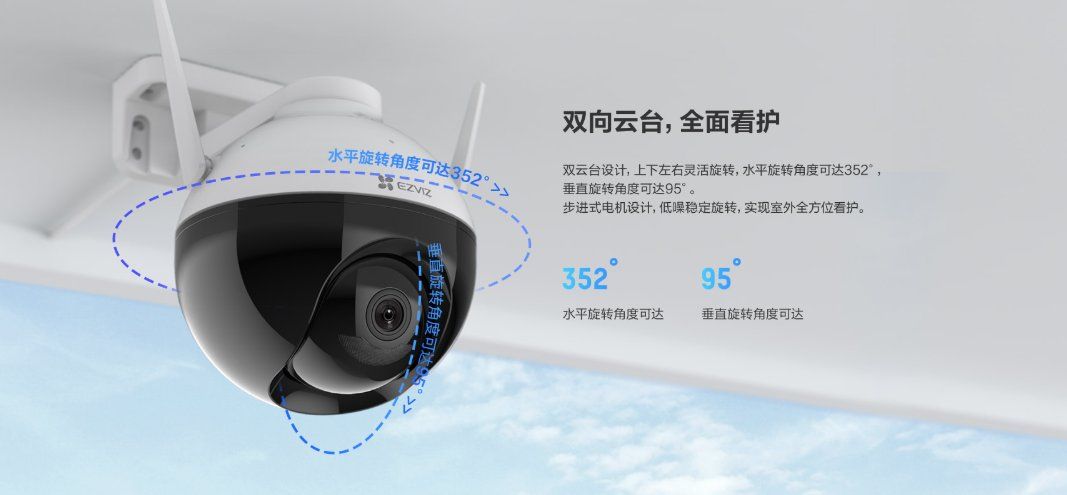 双向云台，全面看护
双云台设计，上下左右灵活旋转，水平旋转角度可达352°，
垂直旋转角度可达95°。
步进式电机设计，低噪稳定旋转，实现室外全方位看护。
352°
95°
水平旋转角度可达
垂直旋转角度可达
水平旋转角度可达352°>>
EZVIZ
垂直旋转角度可达95°>>